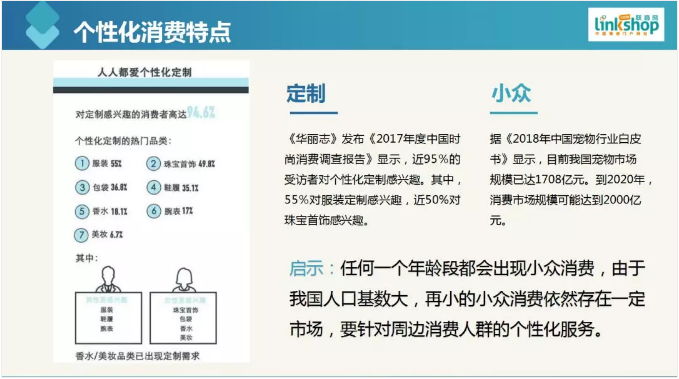 个性化消费特点
联商网
linkshop
人人都爱个性化定制
对定制感兴趣的消费者高达94.6%
个性化定制的热门品类：
1 服装 55%
2 珠宝首饰 49.8%
3 包袋 36.8%
4 鞋履 35.1%
5 香水 18.1%
6 腕表 17%
7 美妆 6.7%
其中：
男性更感兴趣
服装
鞋履
腕表
女性更感兴趣
珠宝首饰
包袋
香水
美妆
香水/美妆品类已出现定制需求
定制
《华丽志》发布《2017年度中国时
尚消费调查报告》显示，近95%的
受访者对个性化定制感兴趣。其中，
55%对服装定制感兴趣，近50%对
珠宝首饰感兴趣。
小众
据《2018年中国宠物行业白皮
书》显示，目前我国宠物市场
规模已达1708亿元。到2020年，
消费市场规模可能达到2000亿
元。
启示：任何一个年龄段都会出现小众消费，由于
我国人口基数大，再小的小众消费依然存在一定
市场，要针对周边消费人群的个性化服务。